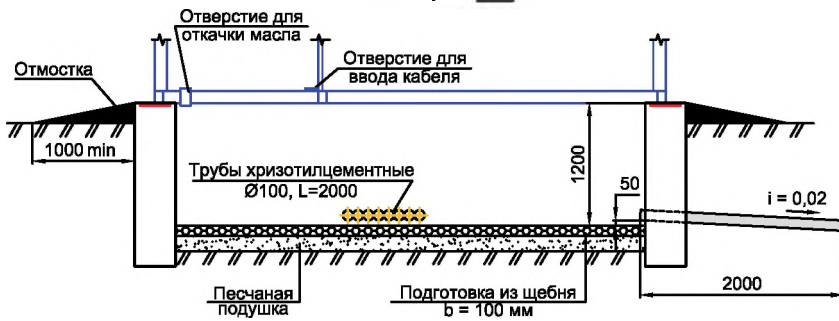 Отверстие для
откачки масла
Отверстие для
ввода кабеля
Отмостка
1000 min
Трубы хризотилцементные
Ø100, L=2000
1200
50
i = 0,02
Песчаная
подушка
Подготовка из щебня
b = 100 мм
2000